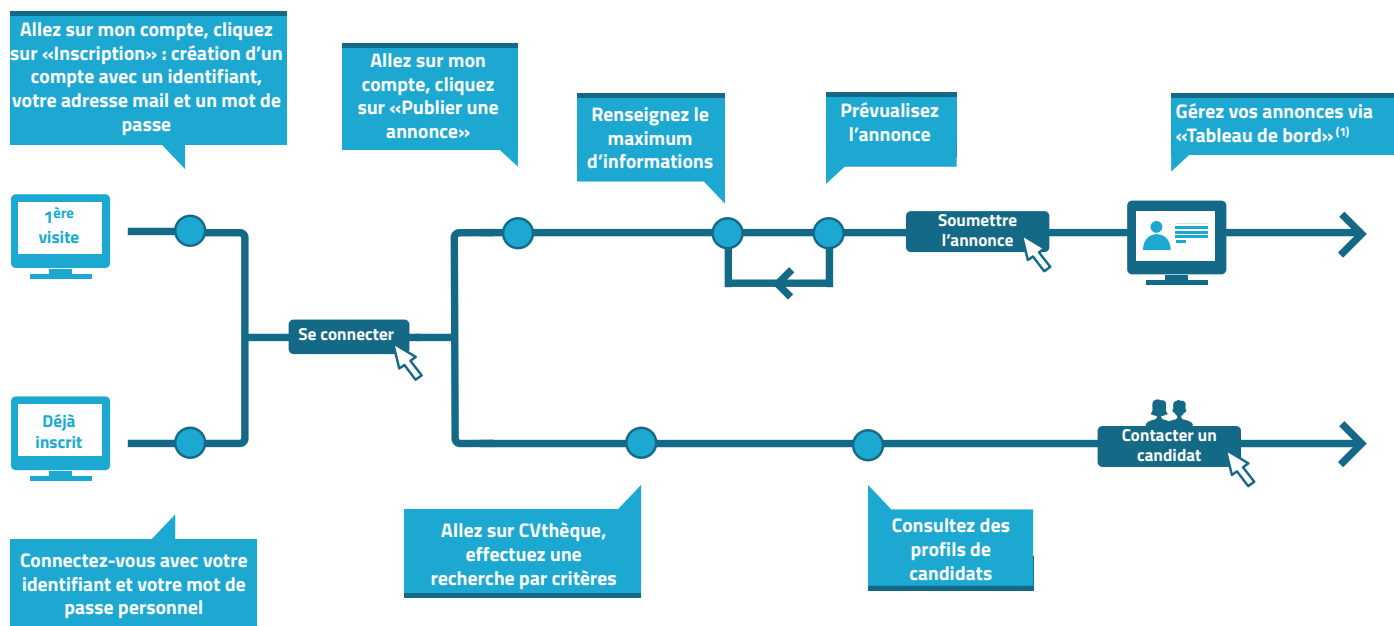 Allez sur mon compte, cliquez
sur «Inscription» : création d'un
compte avec un identifiant,
votre adresse mail et un mot de
passe
Allez sur mon
compte, cliquez
sur «Publier une
annonce»
Renseignez le
maximum
d'informations
Prévualisez
l'annonce
Gérez vos annonces via
«Tableau de bord» (1)
1ère
visite
Soumettre
l'annonce
Se connecter
Déjà
inscrit
Contacter un
candidat
Connectez-vous avec votre
identifiant et votre mot de
passe personnel
Allez sur CVthèque,
effectuez une
recherche par critères
Consultez des
profils de
candidats